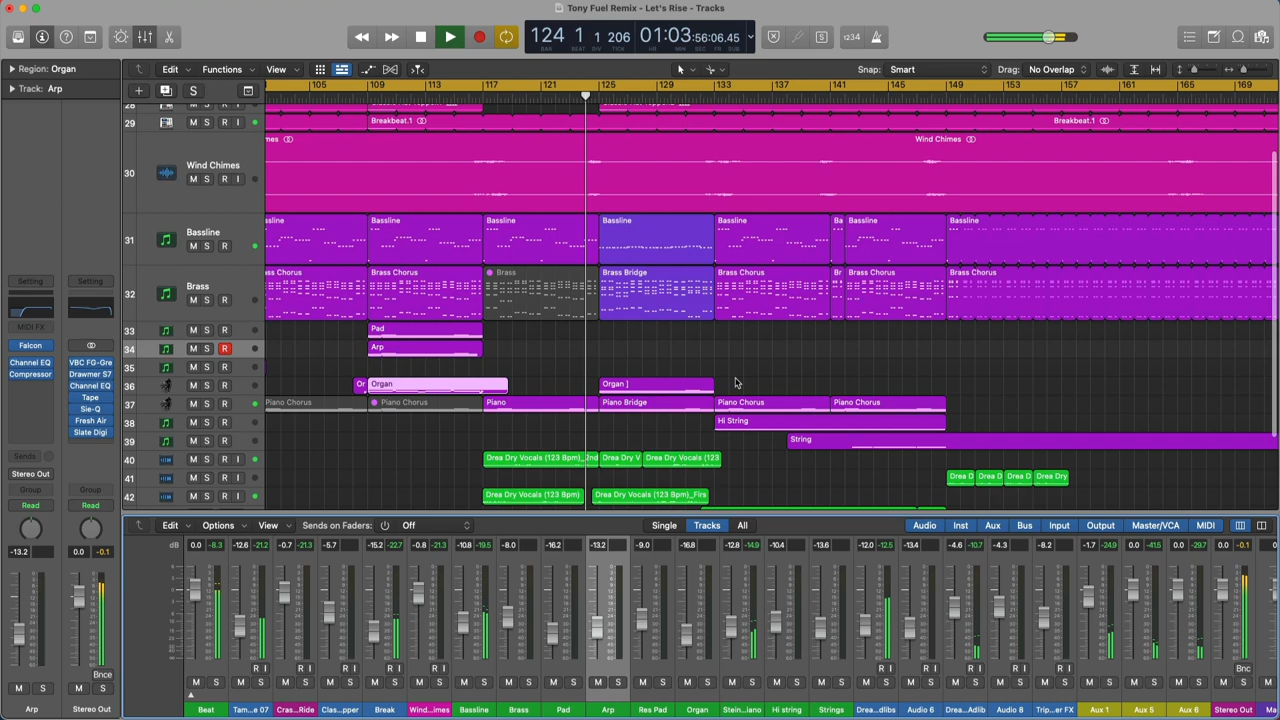 Tony Fuel Remix - Let's Rise - Tracks
124 1 1 206
BAR BEAT DIV TICK
01:03:56:06.45
1234
Region: Organ
Track: Arp
Edit Functions View
Snap: Smart
Drag: No Overlap
105 109 113 117 121 125 129 133 137 141 145 149 153 157 161 165 169
28
29 M S R I
Breakbeat.1 Breakbeat.1
mes Wind Chimes
30 Wind Chimes
M S R I
31 Bassline
M S R
ssline Bassline Bassline Bassline Bassline Ba Bassline Bassline
32 rass
M S R
ss Chorus Brass Chorus Brass Brass Bridge Brass Chorus Br Brass Chorus Brass Chorus
33 M S R Pad
34 M S R Arp
35 M S R
36 M S R Or Organ Organ ]
37 M S R Piano Chorus Piano Chorus Piano Piano Bridge Piano Chorus Piano Chorus
38 M S R Hi String
39 M S R String
40 M S R I Drea Dry Vocals (123 Bpm)_2nd Drea Dry V Drea Dry Vocals (123
41 M S R I Drea D Drea D Drea D Drea Dry
42 M S R I Drea Dry Vocals (123 Bpm) Drea Dry Vocals (123 Bpm)_Firs
Setting Setting
MIDI FX
Falcon
Channel EQ VBC FG-Gre
Compressor Drawmer S7
Channel EQ
Tape
Sie-Q
Fresh Air
Slate Digi
Sends
Stereo Out
Group Group
Read Read
-13.2 0.0 -0.1
Bnce
M S M S
Arp Stereo Out
Edit Options View Sends on Faders: Off
Single Tracks All
Audio Inst Aux Bus Input Output Master/VCA MIDI
dB 0.0 -8.3 -12.6 -21.2 -0.7 -21.3 -5.7 -15.2 -22.7 -0.8 -21.3 -10.8 -19.5 -8.0 -16.2 -13.2 -9.0 -16.8 -12.8 -14.9 -10.4 -13.6 -12.0 -12.5 -13.4 -4.6 -10.7 -4.3 -8.2 -1.7 -24.9 0.0 -41.5 0.0 -29.7 0.0 -0.1 0.0
R I R I R I R I R I R I R I R I R I R I Bnc
M S M S M S M S M S M S M S M S M S M S M S M S M S M S M S M S M S M S M S M S M S M S M S M S M
Beat Tam...e 07 Cras...Ride Clas...pper Break Wind...imes Bassline Brass Pad Arp Res Pad Organ Stein...iano Hi string Strings Drea...dlibs Audio 6 Drea...Adlib Audio 8 Trip...er FX Aux 1 Aux 5 Aux 6 Stereo Out Ma